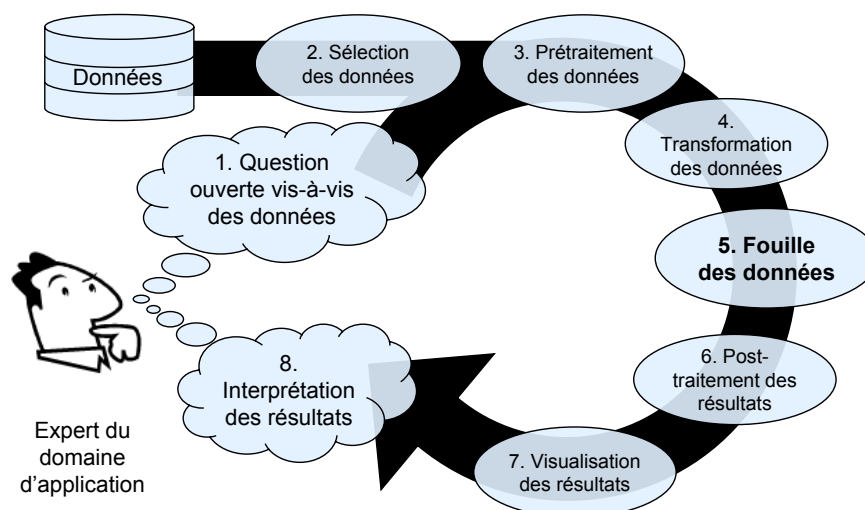 Données
2. Sélection
des données
3. Prétraitement
des données
4.
Transformation
des données
1. Question
ouverte vis-à-vis
des données
5. Fouille
des données
6. Post-
traitement des
résultats
7. Visualisation
des résultats
8.
Interprétation
des résultats
Expert du
domaine
d’application